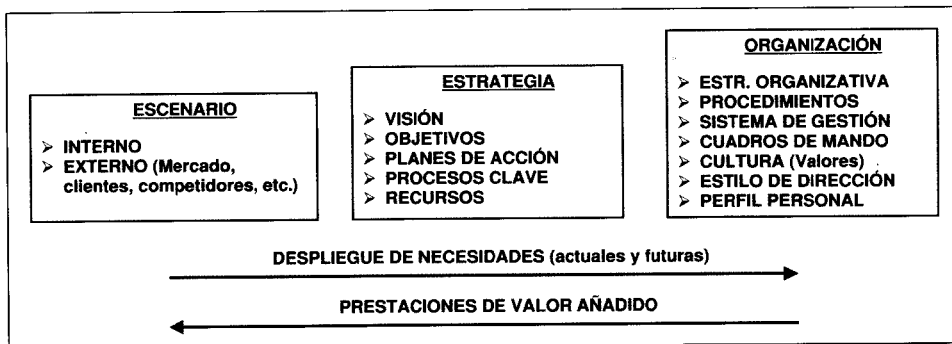 ESCENARIO
➢ INTERNO
➢ EXTERNO (Mercado,
clientes, competidores, etc.)
ESTRATEGIA
➢ VISIÓN
➢ OBJETIVOS
➢ PLANES DE ACCIÓN
➢ PROCESOS CLAVE
➢ RECURSOS
ORGANIZACIÓN
➢ ESTR. ORGANIZATIVA
➢ PROCEDIMIENTOS
➢ SISTEMA DE GESTIÓN
➢ CUADROS DE MANDO
➢ CULTURA (Valores)
➢ ESTILO DE DIRECCIÓN
➢ PERFIL PERSONAL
DESPLIEGUE DE NECESIDADES (actuales y futuras)
PRESTACIONES DE VALOR AÑADIDO